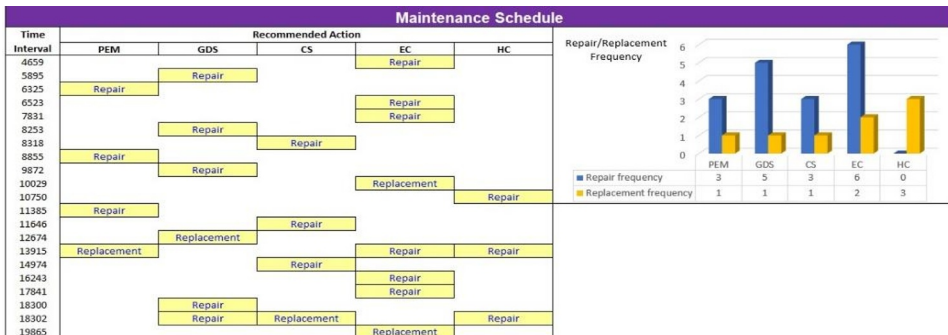 Maintenance Schedule
Time Interval Recommended Action
PEM GDS CS EC HC
4659 Repair
5895 Repair
6325 Repair
6523 Repair
7831 Repair
8253 Repair
8318 Repair
8855 Repair
9872 Repair
10029 Replacement
10750 Repair
11385 Repair
11646 Repair
12674 Replacement
13915 Replacement Repair Repair
14974 Repair
16243 Repair
17841 Repair
18300 Repair
18302 Repair Replacement Repair
19865 Replacement
Repair/Replacement
Frequency
6
5
4
3
2
1
0
PEM GDS CS EC HC
Repair frequency 3 5 3 6 0
Replacement frequency 1 1 1 2 3